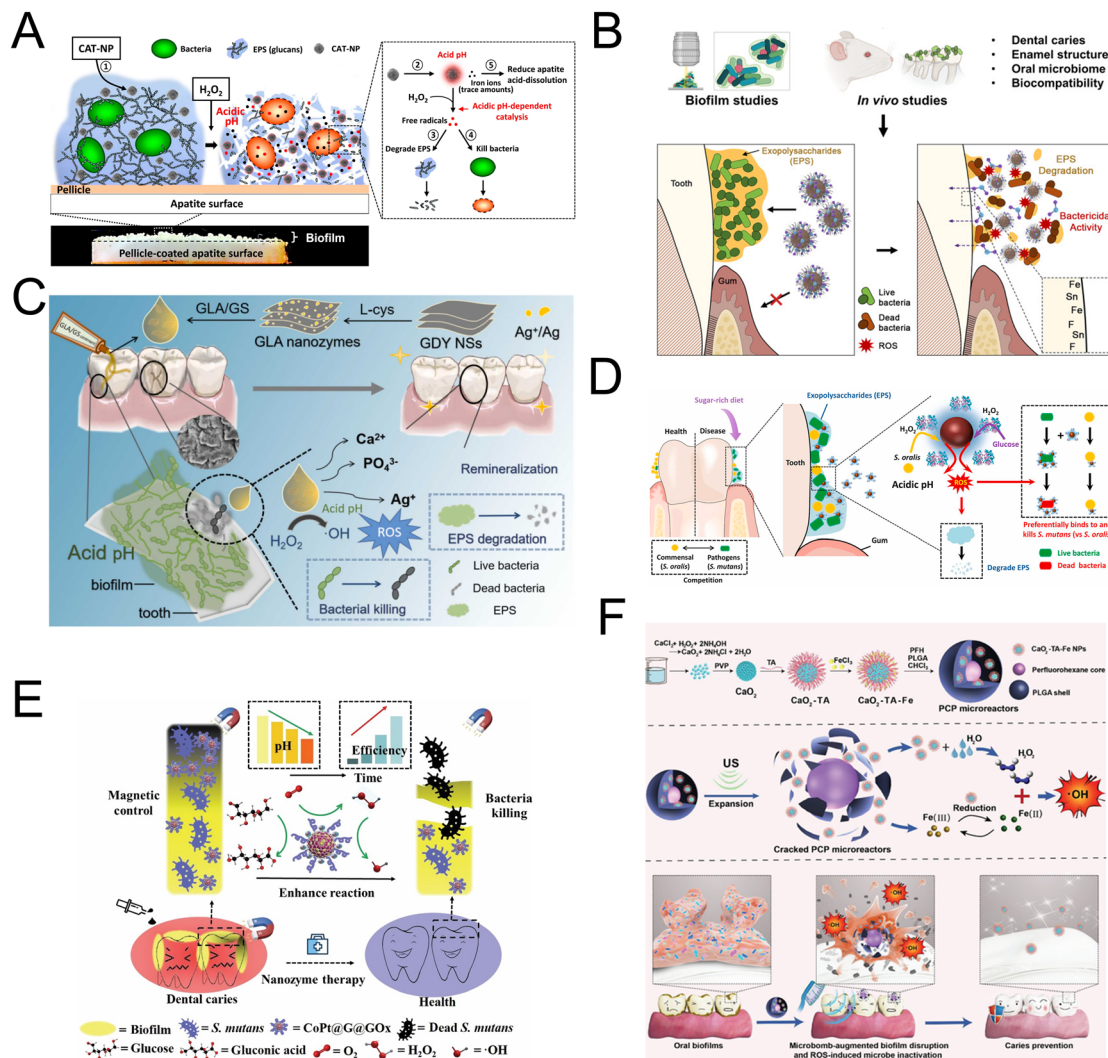 A
CAT-NP
Bacteria
EPS (glucans)
CAT-NP
①
H₂O₂
Acidic
pH
Pellicle
Apatite surface
Biofilm
Pellicle-coated apatite surface
②
Acid pH
⑤
Iron ions
(trace amounts)
Reduce apatite
acid-dissolution
H₂O₂
Acidic pH-dependent
catalysis
Free radicals
③
④
Degrade EPS
Kill bacteria
B
Biofilm studies
In vivo studies
• Dental caries
• Enamel structure
• Oral microbiome
• Biocompatibility
Exopolysaccharides
(EPS)
Tooth
Gum
Live
bacteria
Dead
bacteria
ROS
EPS
Degradation
Bactericidal
Activity
Fe
Sn
Fe
F
Sn
F
C
GLA/GS
GLA/GS
L-cys
Ag⁺/Ag
GLA nanozymes
GDY NSs
Ca²⁺
PO₄³⁻
Remineralization
Ag⁺
Acid pH
H₂O₂
·OH
ROS
EPS degradation
Acid pH
biofilm
tooth
Bacterial killing
Live bacteria
Dead bacteria
EPS
D
Sugar-rich diet
Health
Disease
Commensal
(S. oralis)
Pathogens
(S. mutans)
Competition
Exopolysaccharides (EPS)
Tooth
Gum
H₂O₂
H₂O₂
S. oralis
Glucose
Acidic pH
ROS
Degrade EPS
+
Preferentially binds to an
kills S. mutans (vs S. oralis
Live bacteria
Dead bacteria
E
Magnetic
control
pH
Efficiency
Time
Bacteria
killing
Enhance reaction
Nanozyme therapy
Dental caries
Health
= Biofilm
= S. mutans
= CoPt@G@GOx
= Dead S. mutans
= Glucose
= Gluconic acid
= O₂
= H₂O₂
= ·OH
F
CaCl₂+ H₂O₂ + 2NH₄OH
→CaO₂+ 2NH₄Cl + 2H₂O
PVP
CaO₂
TA
CaO₂-TA
FeCl₃
CaO₂-TA-Fe
PFH
PLGA
CHCl₃
PCP microreactors
CaO₂-TA-Fe NPs
Perfluorohexane core
PLGA shell
US
Expansion
Cracked PCP microreactors
+
H₂O
H₂O₂
+
Reduction
Fe(III)
Fe(II)
·OH
·OH
·OH
·OH
Oral biofilms
Microbomb-augmented biofilm disruption
and ROS-induced microbe inactivation
Caries prevention